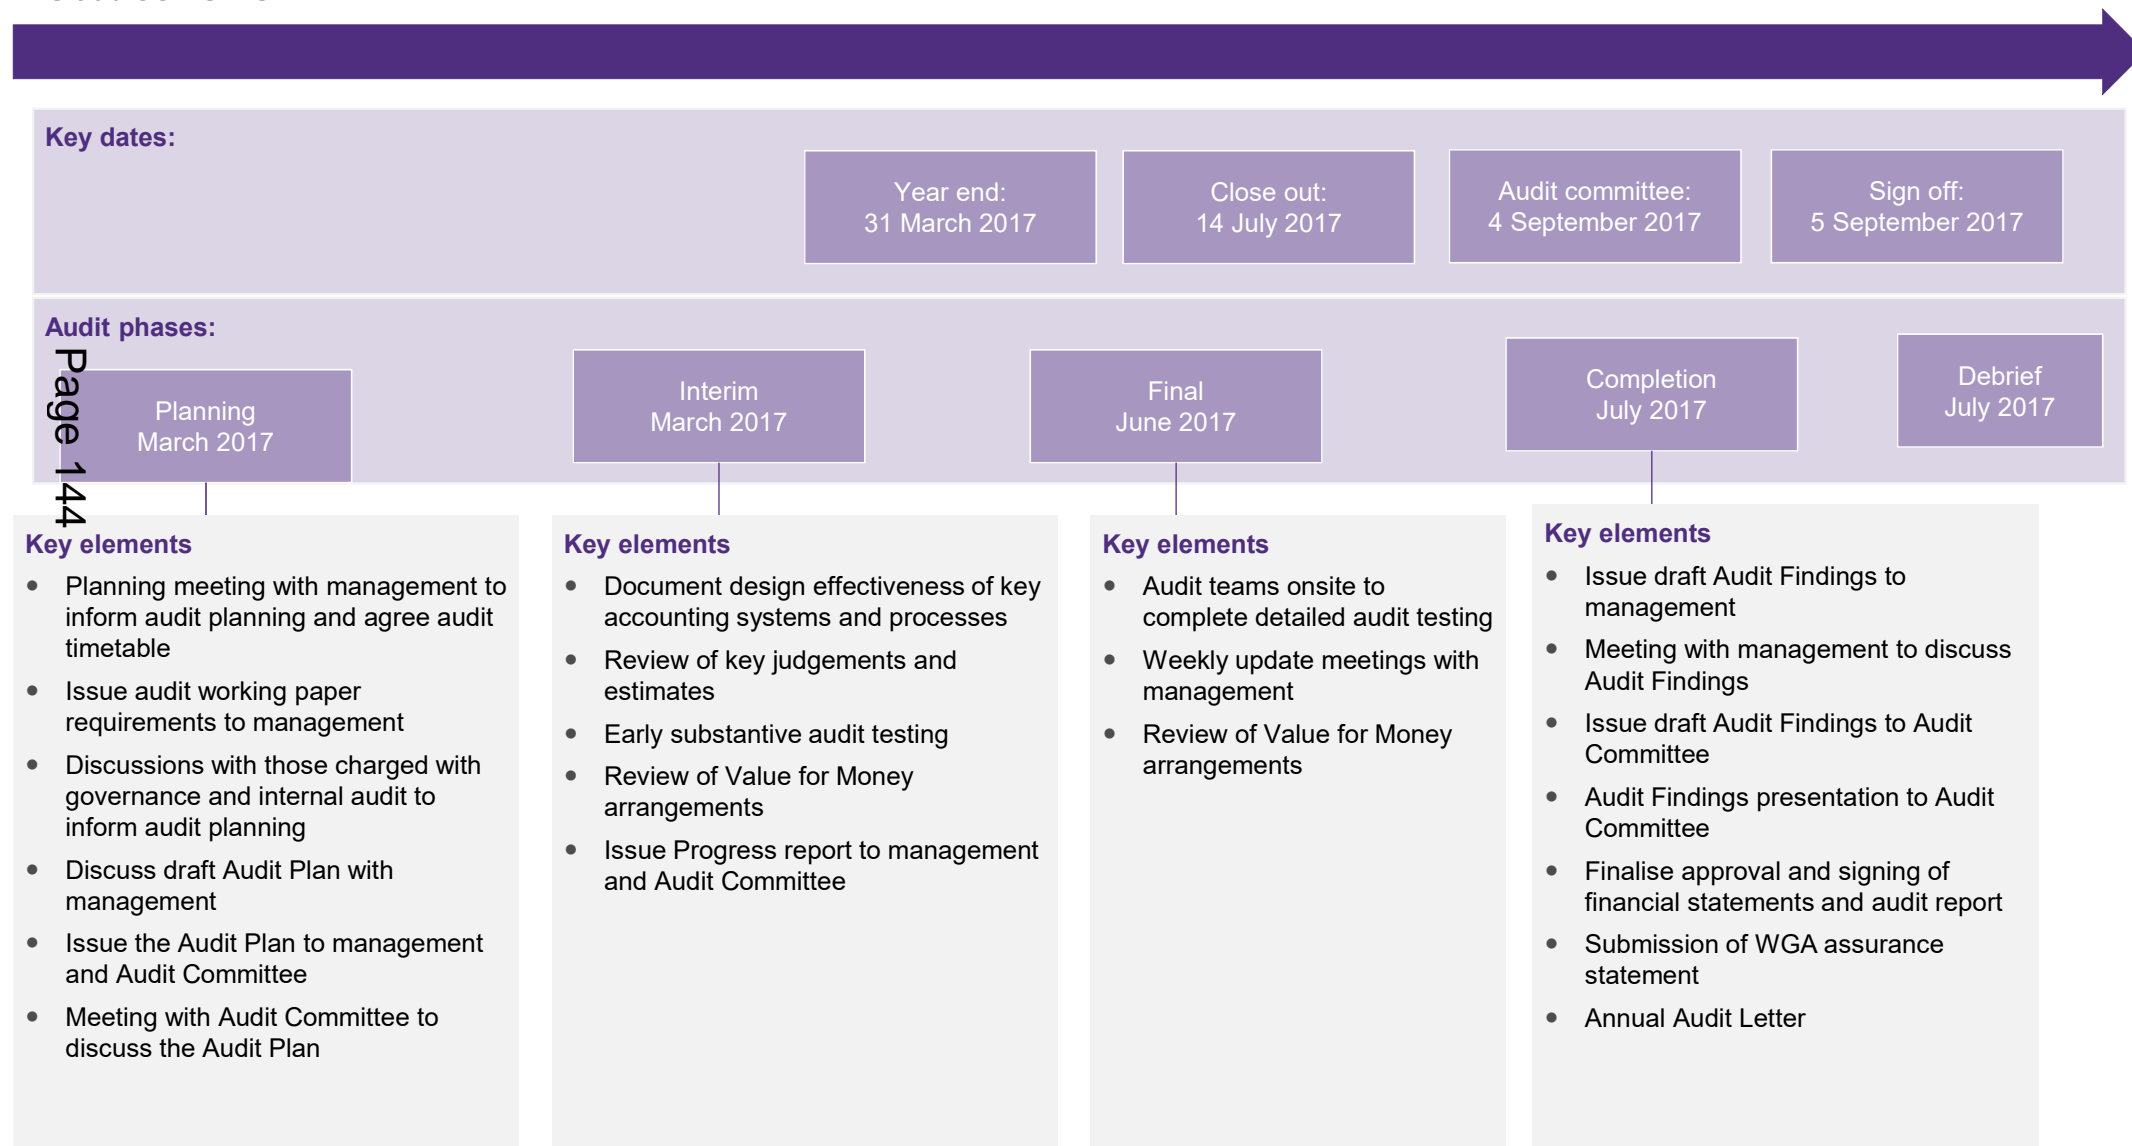 Key dates:
Year end:
31 March 2017
Close out:
14 July 2017
Audit committee:
4 September 2017
Sign off:
5 September 2017
Audit phases:
Planning
March 2017
Interim
March 2017
Final
June 2017
Completion
July 2017
Debrief
July 2017
Page 144
Key elements
• Planning meeting with management to
inform audit planning and agree audit
timetable
• Issue audit working paper
requirements to management
• Discussions with those charged with
governance and internal audit to
inform audit planning
• Discuss draft Audit Plan with
management
• Issue the Audit Plan to management
and Audit Committee
• Meeting with Audit Committee to
discuss the Audit Plan
Key elements
• Document design effectiveness of key
accounting systems and processes
• Review of key judgements and
estimates
• Early substantive audit testing
• Review of Value for Money
arrangements
• Issue Progress report to management
and Audit Committee
Key elements
• Audit teams onsite to
complete detailed audit testing
• Weekly update meetings with
management
• Review of Value for Money
arrangements
Key elements
• Issue draft Audit Findings to
management
• Meeting with management to discuss
Audit Findings
• Issue draft Audit Findings to Audit
Committee
• Audit Findings presentation to Audit
Committee
• Finalise approval and signing of
financial statements and audit report
• Submission of WGA assurance
statement
• Annual Audit Letter